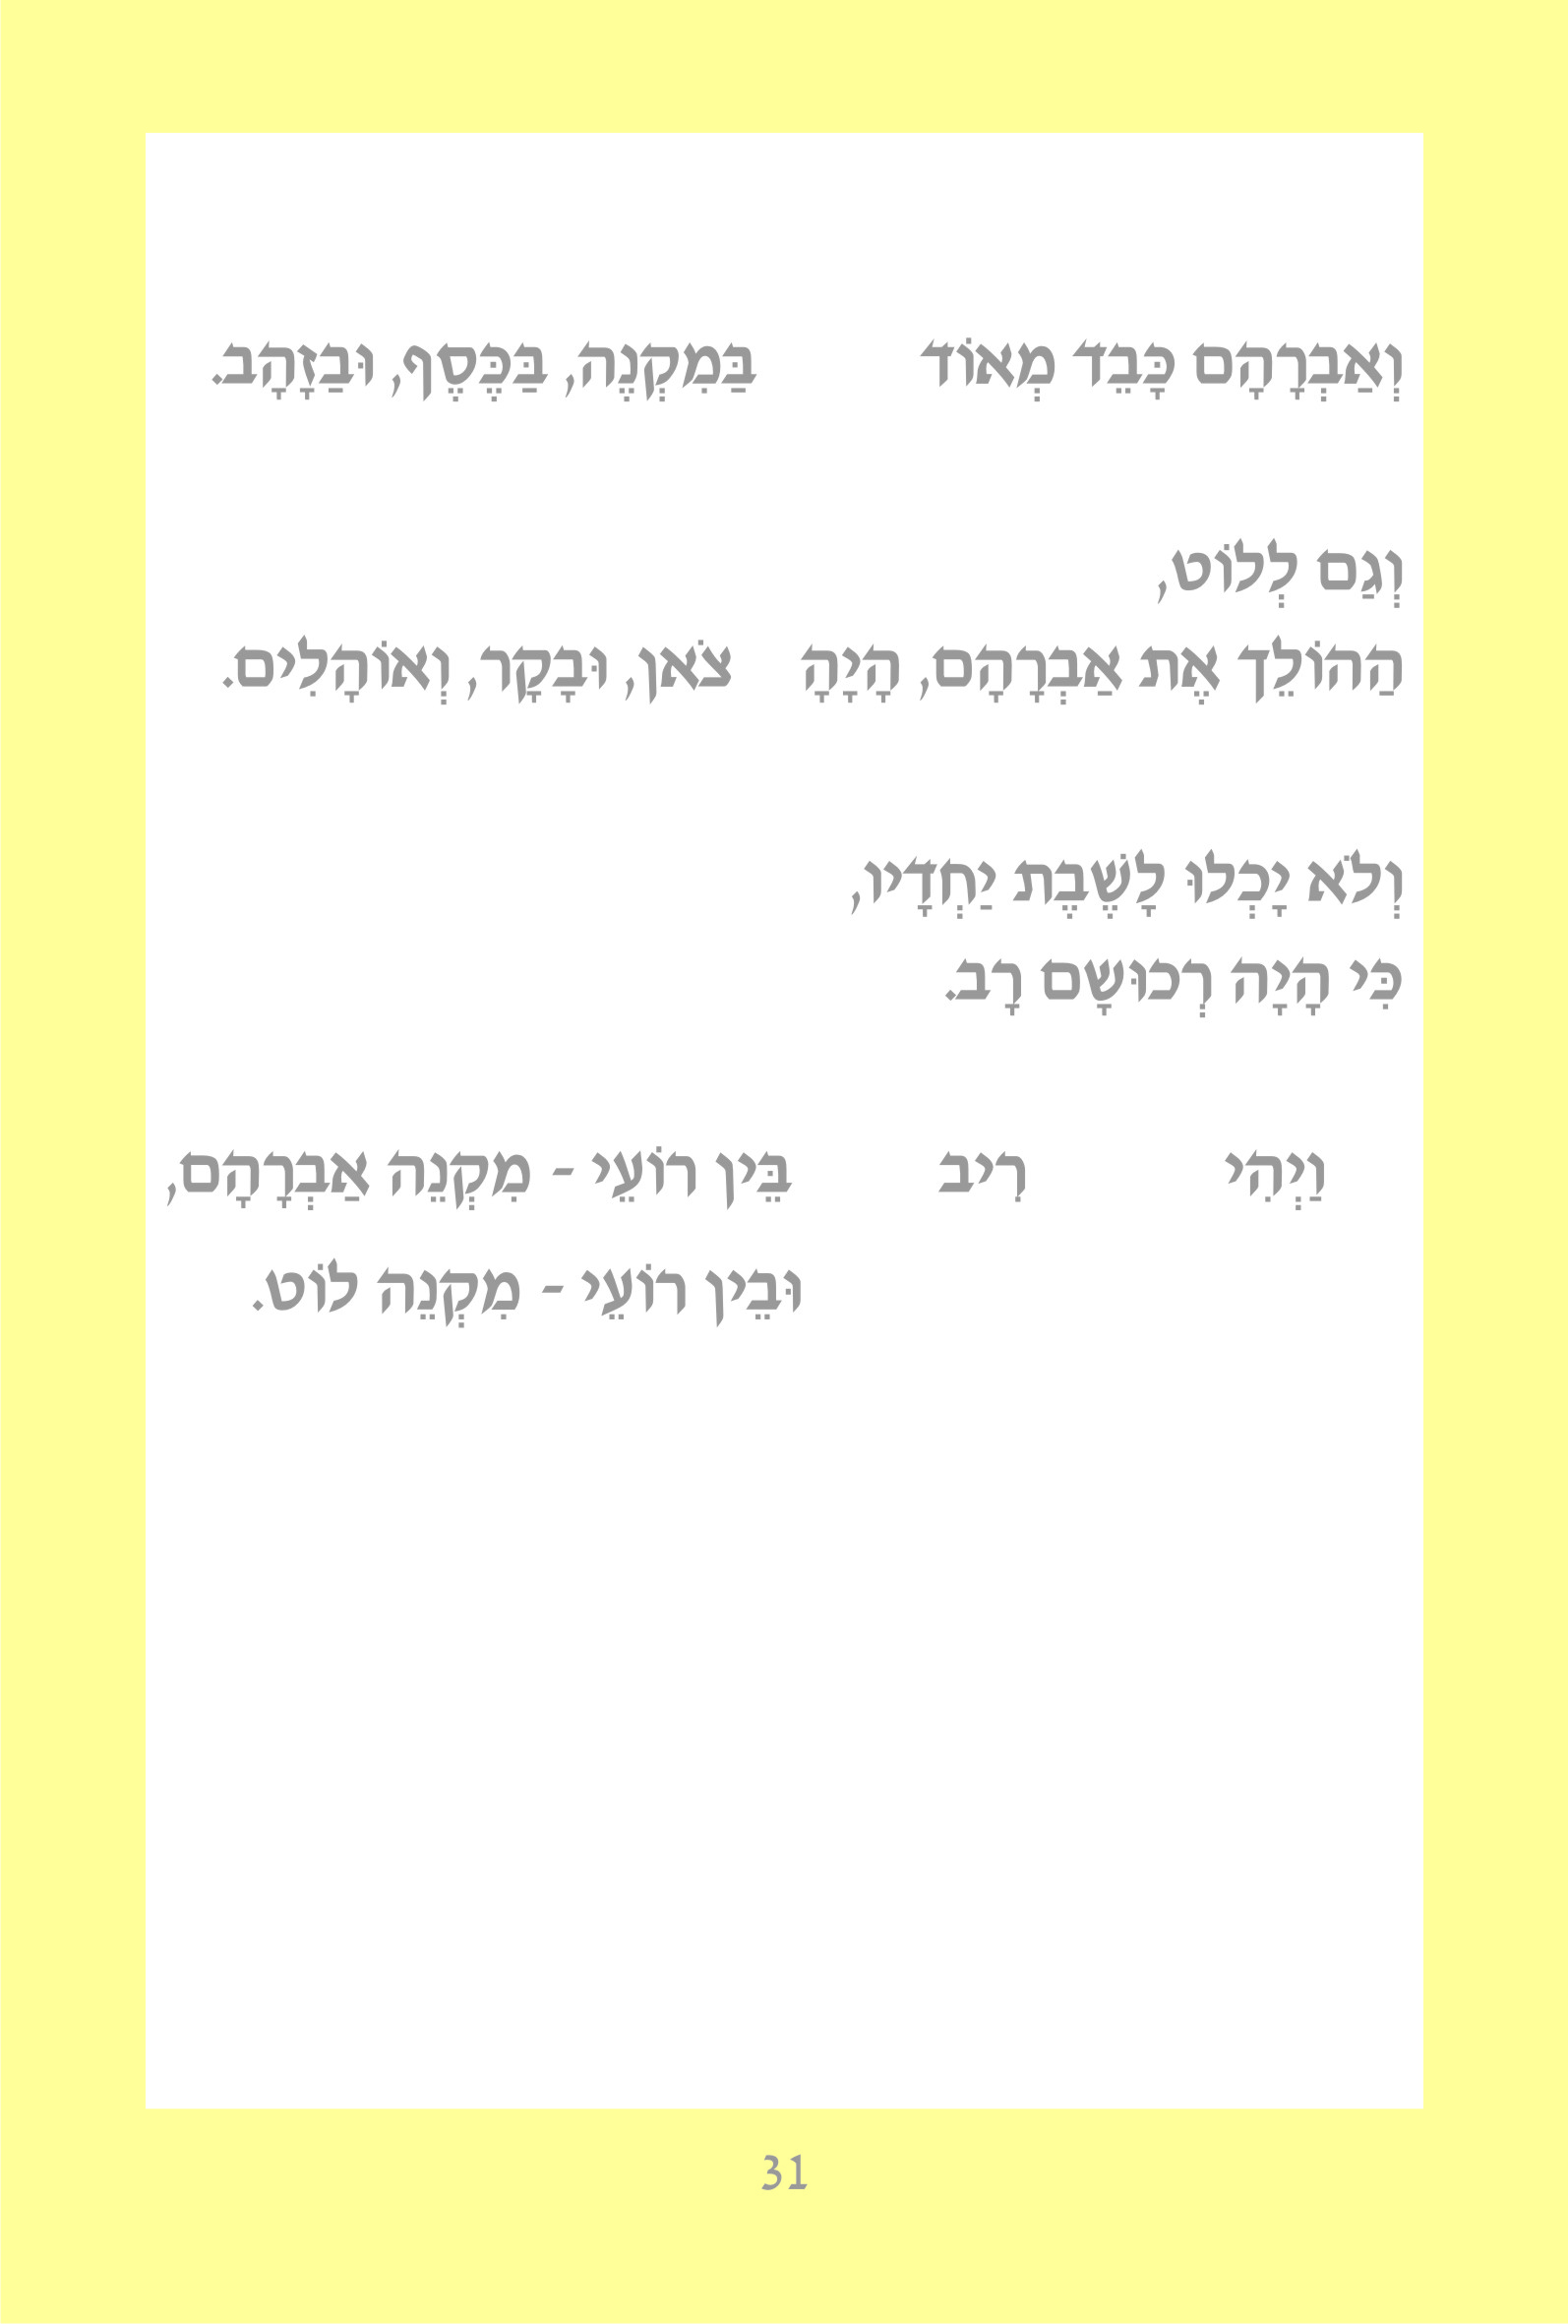 וְאַבְרָהָם כָּבֵד מְאוֹד בַּמִקְנֶה, בַּכֶּסֶף, וּבַזָהָב.
וְגַם לְלוֹט,
הַהוֹלֵך אֶת אַבְרָהָם, הָיָה צֹאן, וּבָקָר, וְאוֹהָלִים.
וְלֹא יָכְלוּ לָשֶׁבֶת יַחְדָיו,
כִּי הָיָה רְכוּשָׁם רָב.
וַיְהִי רִיב בֵּין רוֹעֵי - מִקְנֵה אַבְרָהָם,
וּבֵין רוֹעֵי - מִקְנֵה לוֹט.
31